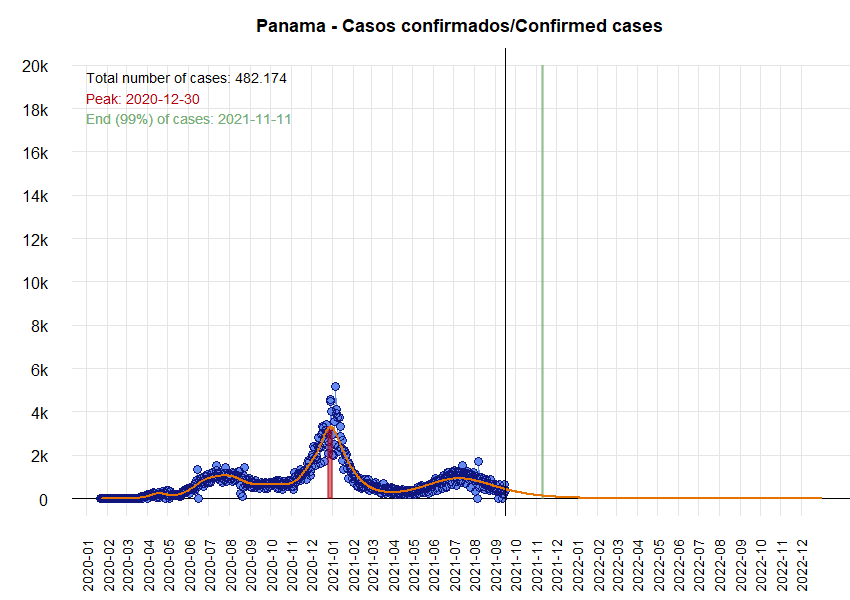 Panama - Casos confirmados/Confirmed cases
20k
18k
16k
14k
12k
10k
8k
6k
4k
2k
0
Total number of cases: 482.174
Peak: 2020-12-30
End (99%) of cases: 2021-11-11
2020-01
2020-02
2020-03
2020-04
2020-05
2020-06
2020-07
2020-08
2020-09
2020-10
2020-11
2020-12
2021-01
2021-02
2021-03
2021-04
2021-05
2021-06
2021-07
2021-08
2021-09
2021-10
2021-11
2021-12
2022-01
2022-02
2022-03
2022-04
2022-05
2022-06
2022-07
2022-08
2022-09
2022-10
2022-11
2022-12